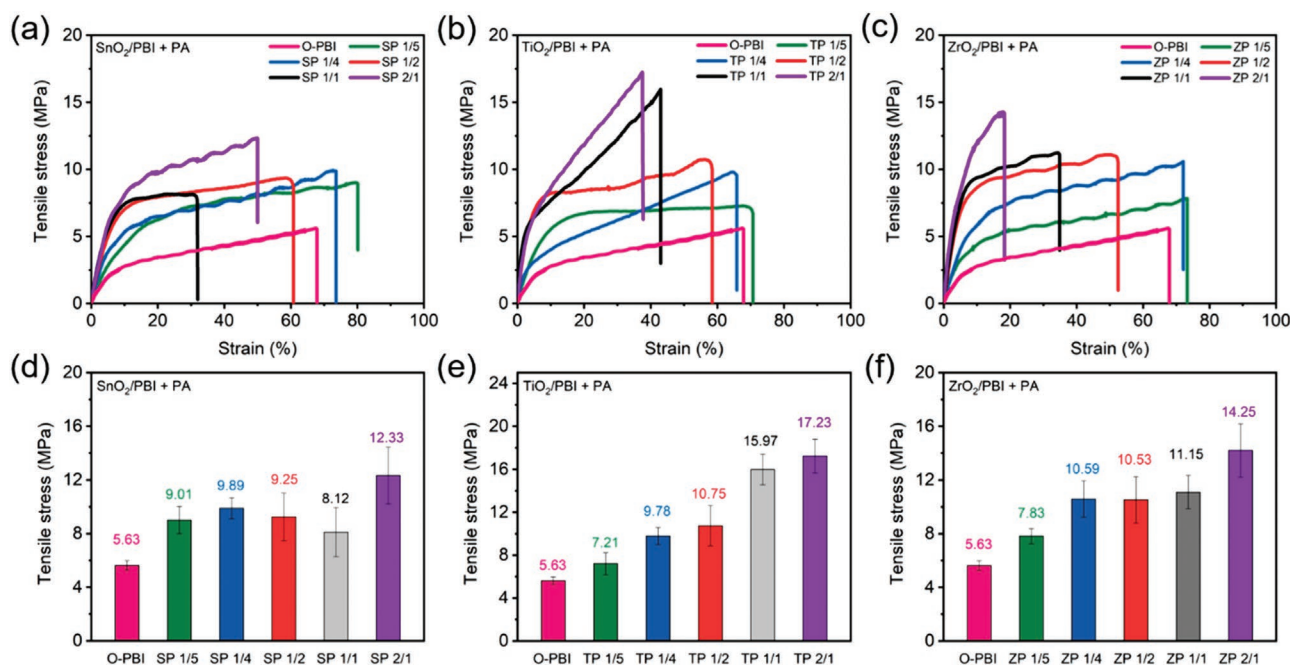 (a)
SnO2/PBI + PA
O-PBI SP 1/5
SP 1/4 SP 1/2
SP 1/1 SP 2/1
Tensile stress (MPa)
20
15
10
5
0
0 20 40 60 80 100
Strain (%)
(b)
TiO2/PBI + PA
O-PBI TP 1/5
TP 1/4 TP 1/2
TP 1/1 TP 2/1
Tensile stress (MPa)
20
15
10
5
0
0 20 40 60 80 100
Strain (%)
(c)
ZrO2/PBI + PA
O-PBI ZP 1/5
ZP 1/4 ZP 1/2
ZP 1/1 ZP 2/1
Tensile stress (MPa)
20
15
10
5
0
0 20 40 60 80 100
Strain (%)
(d)
SnO2/PBI + PA
Tensile stress (MPa)
20
16
12
8
4
0
5.63 9.01 9.89 9.25 8.12 12.33
O-PBI SP 1/5 SP 1/4 SP 1/2 SP 1/1 SP 2/1
(e)
TiO2/PBI + PA
Tensile stress (MPa)
24
20
16
12
8
4
0
5.63 7.21 9.78 10.75 15.97 17.23
O-PBI TP 1/5 TP 1/4 TP 1/2 TP 1/1 TP 2/1
(f)
ZrO2/PBI + PA
Tensile stress (MPa)
20
16
12
8
4
0
5.63 7.83 10.59 10.53 11.15 14.25
O-PBI ZP 1/5 ZP 1/4 ZP 1/2 ZP 1/1 ZP 2/1